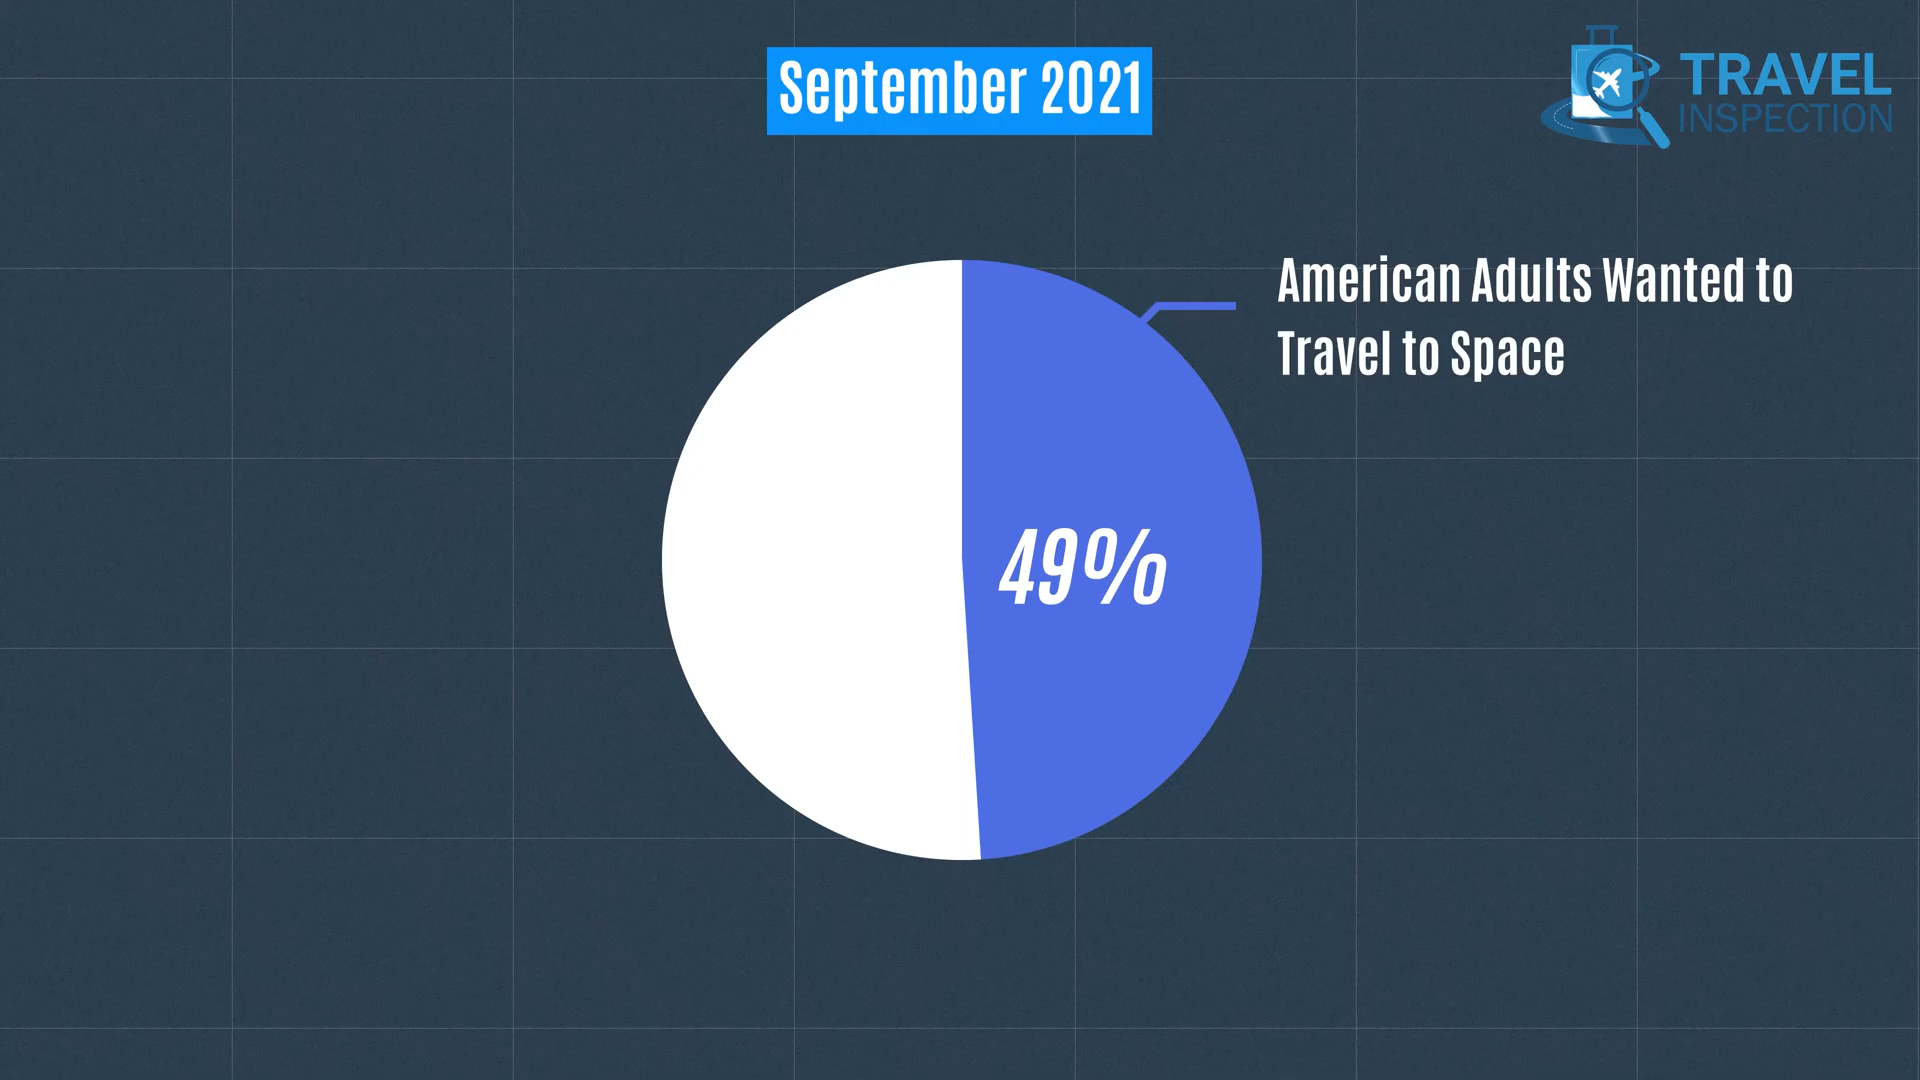 September 2021
TRAVEL
INSPECTION
American Adults Wanted to
Travel to Space
49%